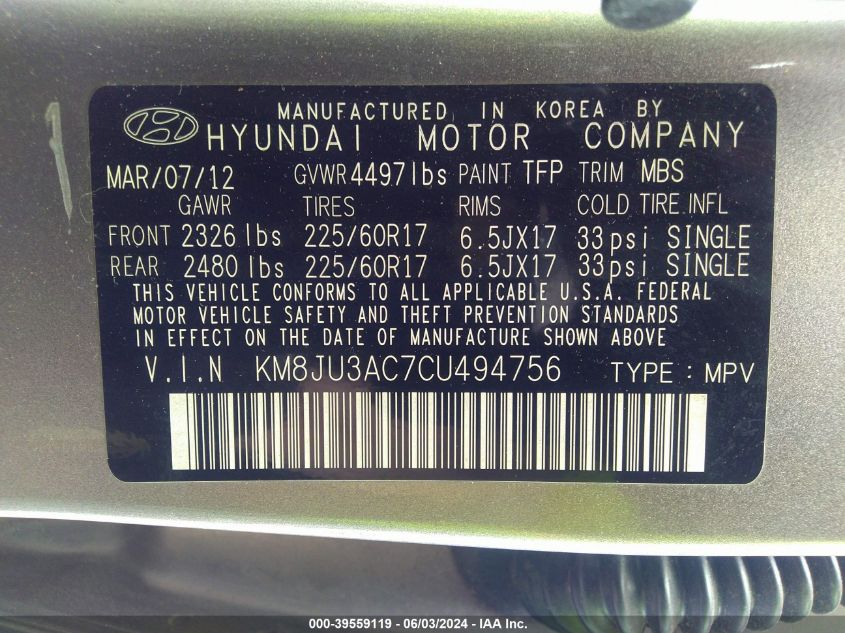 MANUFACTURED IN KOREA BY
HYUNDAI MOTOR COMPANY
MAR/07/12 GVWR 4497lbs PAINT TFP TRIM MBS
GAWR TIRES RIMS COLD TIRE INFL
FRONT 2326 lbs 225/60R17 6.5JX17 33psi SINGLE
REAR 2480 lbs 225/60R17 6.5JX17 33psi SINGLE
THIS VEHICLE CONFORMS TO ALL APPLICABLE U.S.A. FEDERAL
MOTOR VEHICLE SAFETY AND THEFT PREVENTION STANDARDS
IN EFFECT ON THE DATE OF MANUFACTURE SHOWN ABOVE
V.I.N KM8JU3AC7CU494756 TYPE : MPV
000-39559119 - 06/03/2024 - IAA Inc.